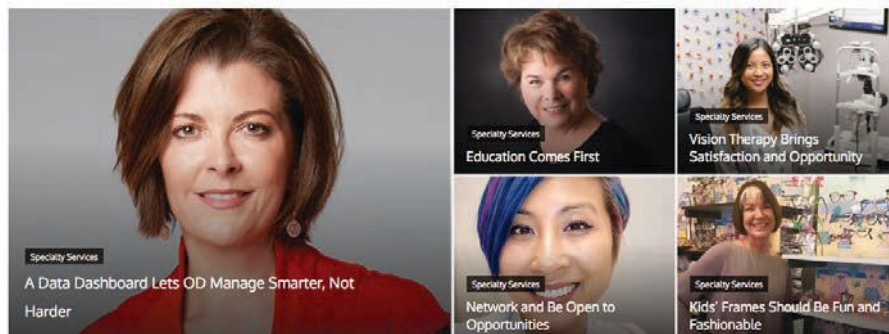 Specialty Services
A Data Dashboard Lets OD Manage Smarter, Not
Harder
Specialty Services
Education Comes First
Specialty Services
Vision Therapy Brings
Satisfaction and Opportunity
Specialty Services
Network and Be Open to
Opportunities
Specialty Services
Kids' Frames Should Be Fun and
Fashionable